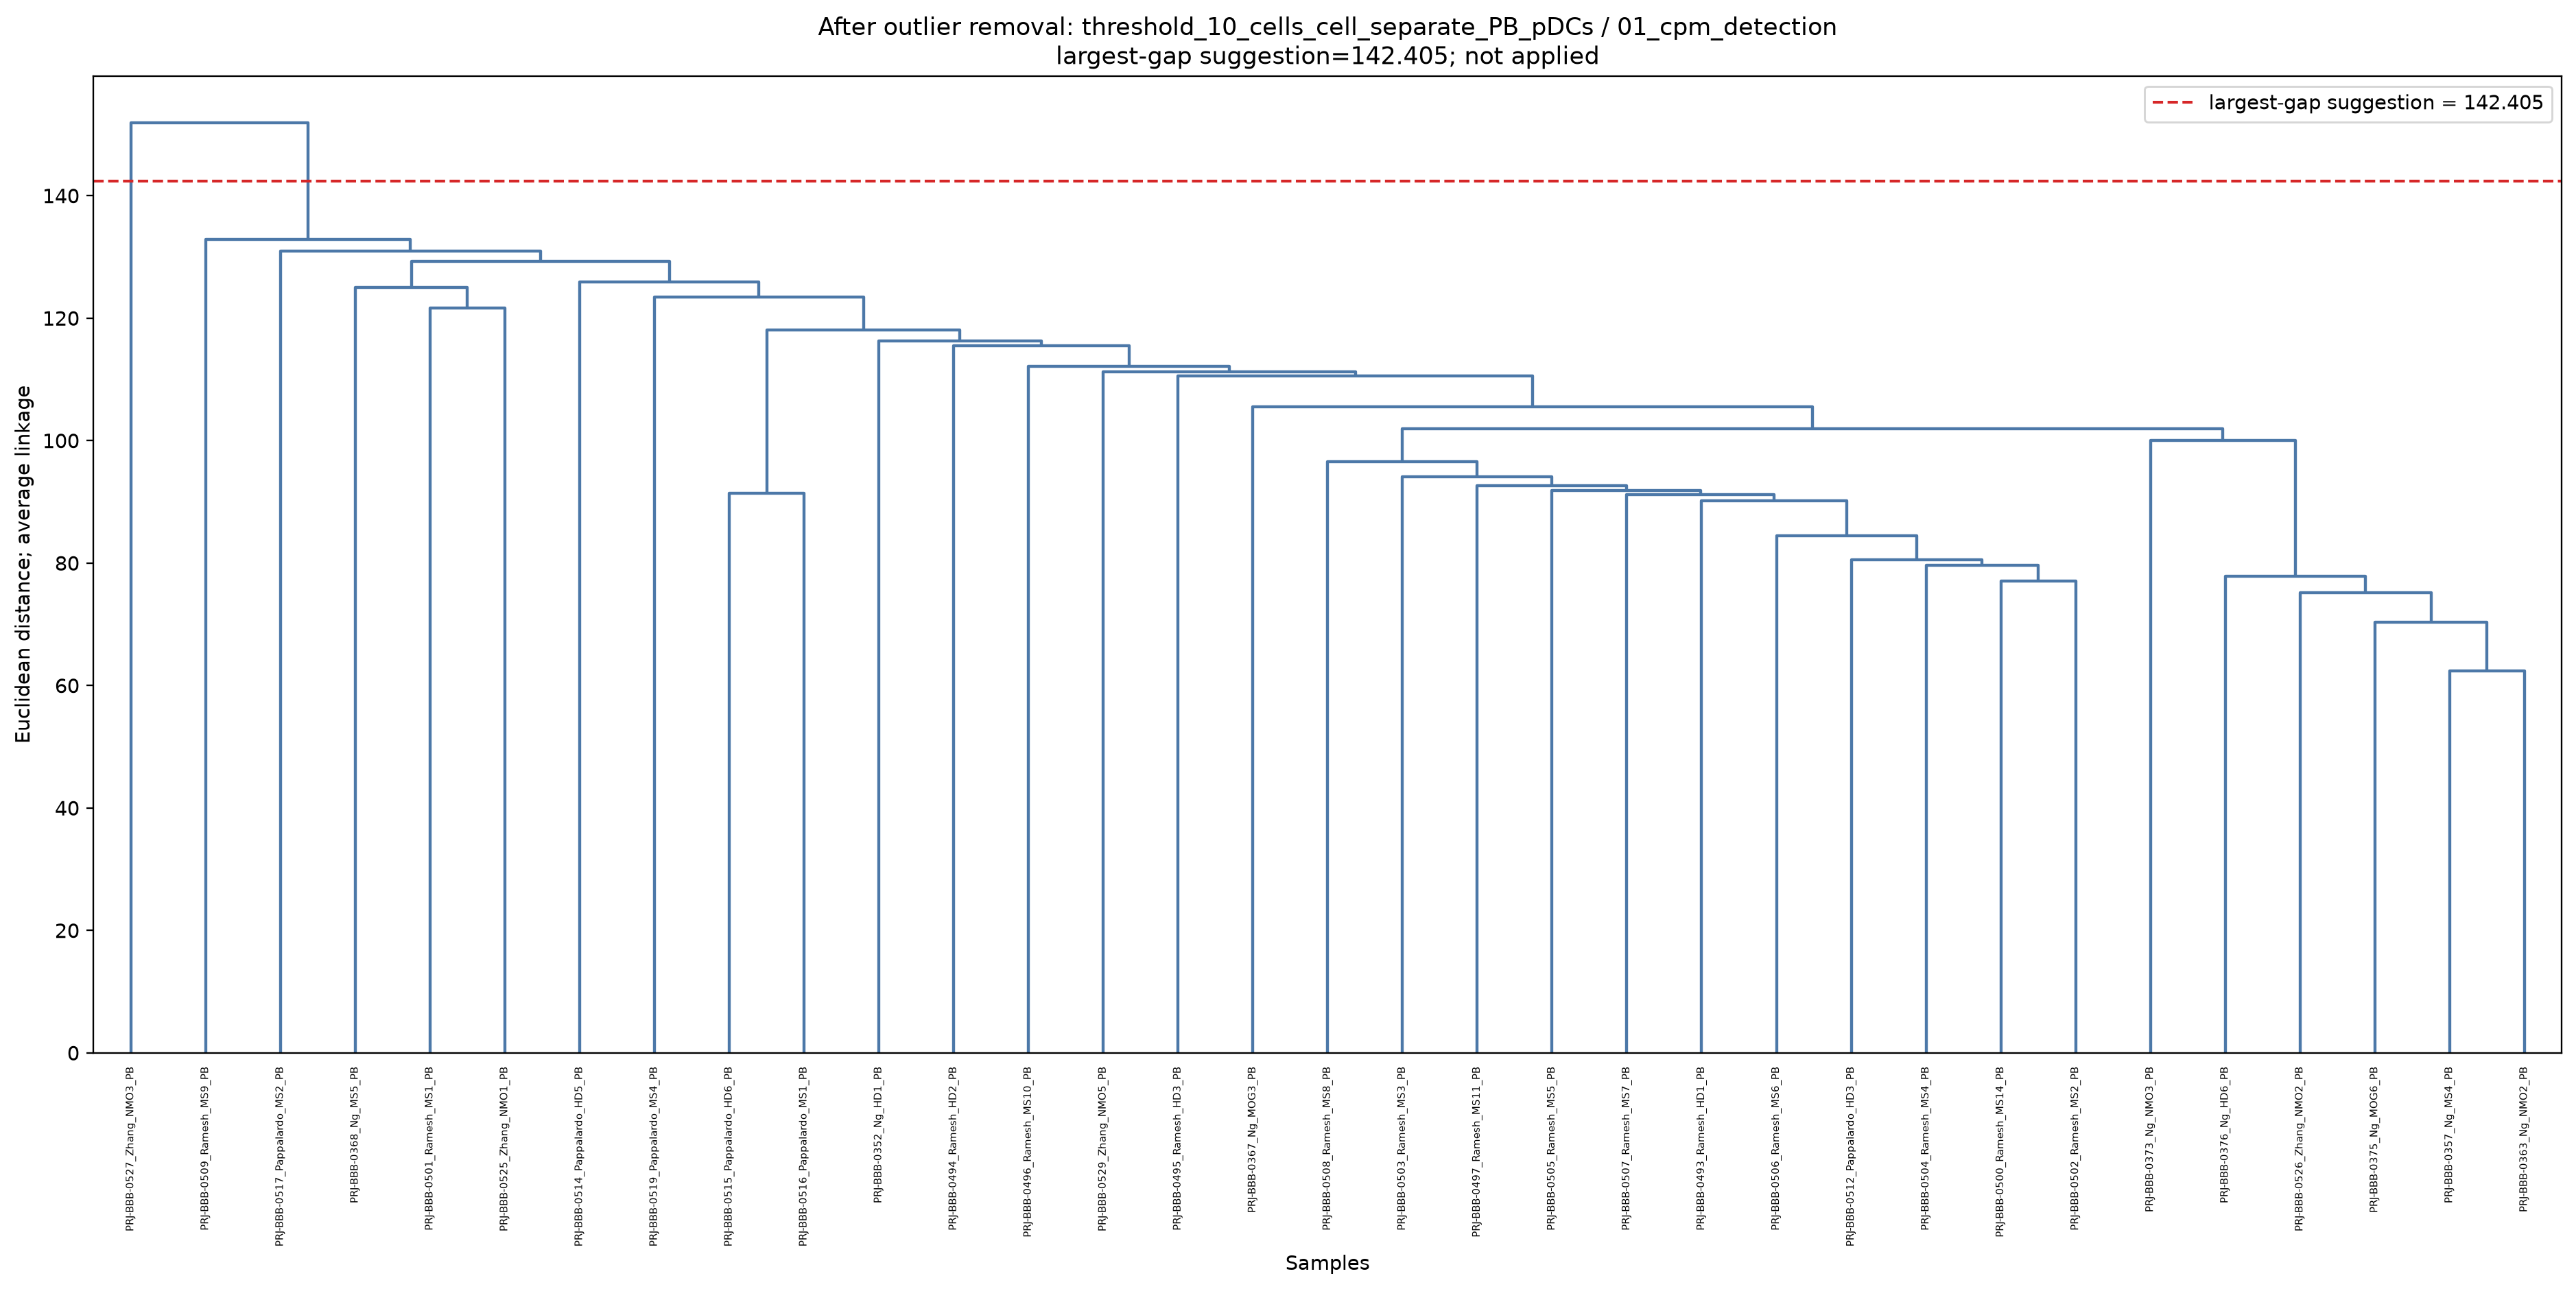 After outlier removal: threshold_10_cells_cell_separate_PB_pDCs / 01_cpm_detection
largest-gap suggestion=142.405; not applied
largest-gap suggestion = 142.405
Euclidean distance; average linkage
140
120
100
80
60
40
20
0
PRJ-BBB-0527_Zhang_NMO3_PB
PRJ-BBB-0509_Ramesh_MS9_PB
PRJ-BBB-0517_Pappalardo_MS2_PB
PRJ-BBB-0368_Ng_MS5_PB
PRJ-BBB-0501_Ramesh_MS1_PB
PRJ-BBB-0525_Zhang_NMO1_PB
PRJ-BBB-0514_Pappalardo_HD5_PB
PRJ-BBB-0519_Pappalardo_MS4_PB
PRJ-BBB-0515_Pappalardo_HD6_PB
PRJ-BBB-0516_Pappalardo_MS1_PB
PRJ-BBB-0352_Ng_HD1_PB
PRJ-BBB-0494_Ramesh_HD2_PB
PRJ-BBB-0496_Ramesh_MS10_PB
PRJ-BBB-0529_Zhang_NMO5_PB
PRJ-BBB-0495_Ramesh_HD3_PB
PRJ-BBB-0367_Ng_MOG3_PB
PRJ-BBB-0508_Ramesh_MS8_PB
PRJ-BBB-0503_Ramesh_MS3_PB
PRJ-BBB-0497_Ramesh_MS11_PB
PRJ-BBB-0505_Ramesh_MS5_PB
PRJ-BBB-0507_Ramesh_MS7_PB
PRJ-BBB-0493_Ramesh_HD1_PB
PRJ-BBB-0506_Ramesh_MS6_PB
PRJ-BBB-0512_Pappalardo_HD3_PB
PRJ-BBB-0504_Ramesh_MS4_PB
PRJ-BBB-0500_Ramesh_MS14_PB
PRJ-BBB-0502_Ramesh_MS2_PB
PRJ-BBB-0373_Ng_NMO3_PB
PRJ-BBB-0376_Ng_HD6_PB
PRJ-BBB-0526_Zhang_NMO2_PB
PRJ-BBB-0375_Ng_MOG6_PB
PRJ-BBB-0357_Ng_MS4_PB
PRJ-BBB-0363_Ng_NMO2_PB
Samples